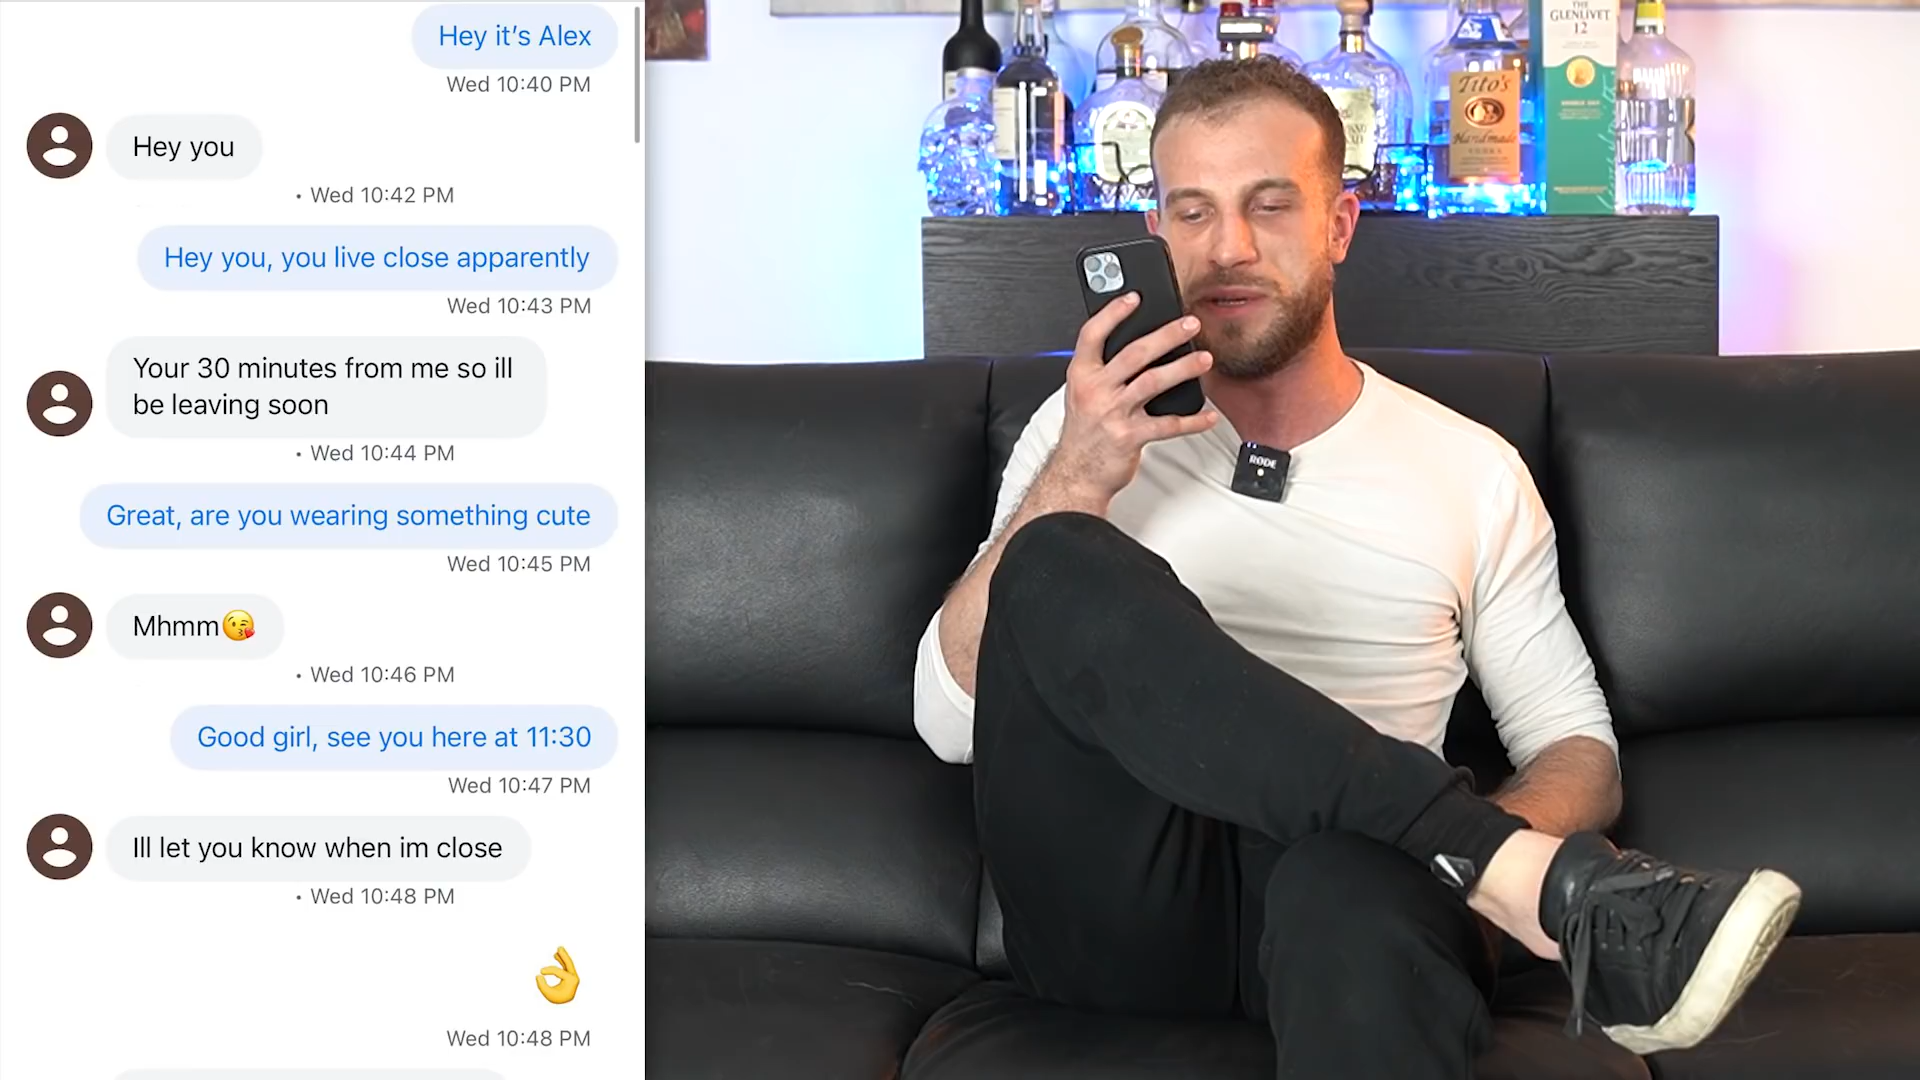 Hey it’s Alex
Wed 10:40 PM
Hey you
• Wed 10:42 PM
Hey you, you live close apparently
Wed 10:43 PM
Your 30 minutes from me so ill
be leaving soon
• Wed 10:44 PM
Great, are you wearing something cute
Wed 10:45 PM
Mhmm😘
• Wed 10:46 PM
Good girl, see you here at 11:30
Wed 10:47 PM
Ill let you know when im close
• Wed 10:48 PM
👌
Wed 10:48 PM
THE
GLENLIVET
12
Tito's
Handmade
VODKA
RØDE